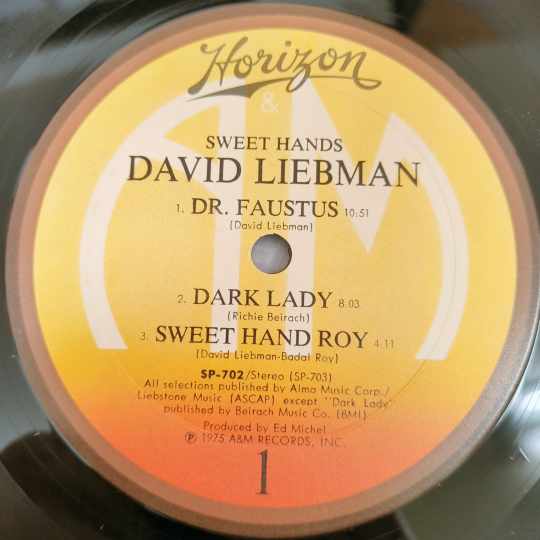 Horizon
&
AM
SWEET HANDS
DAVID LIEBMAN
1. DR. FAUSTUS 10:51
(David Liebman)
2. DARK LADY 8:03
(Richie Beirach)
3. SWEET HAND ROY 4:11
(David Liebman-Badal Roy)
SP-702/Stereo (SP-703)
All selections published by Almo Music Corp./
Liebstone Music (ASCAP) except "Dark Lady"
published by Beirach Music Co. (BMI)
Produced by Ed Michel
℗ 1975 A&M RECORDS, INC.
1